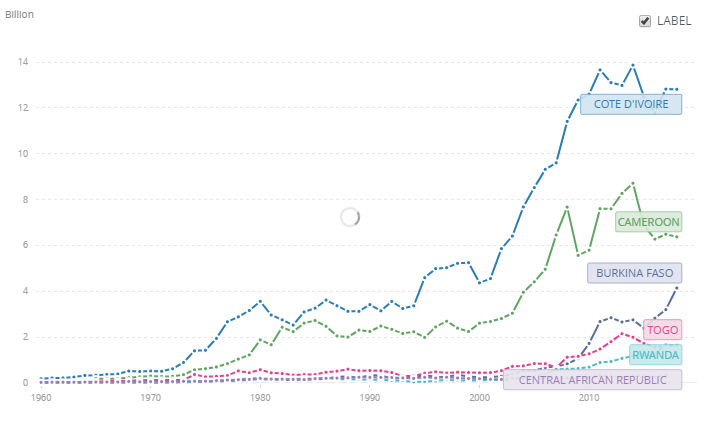 Billion
LABEL
14
12
COTE D'IVOIRE
10
8
CAMEROON
6
BURKINA FASO
4
TOGO
2
RWANDA
CENTRAL AFRICAN REPUBLIC
0
1960 1970 1980 1990 2000 2010